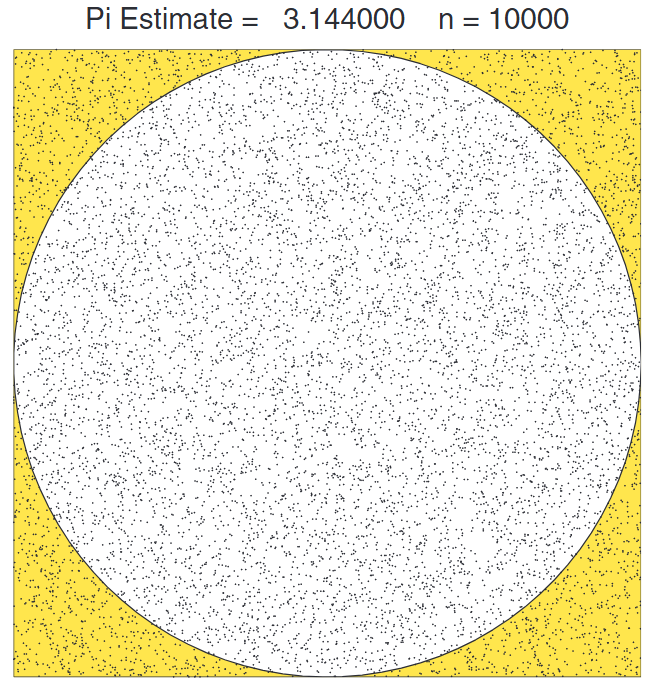 Pi Estimate = 3.144000 n = 10000